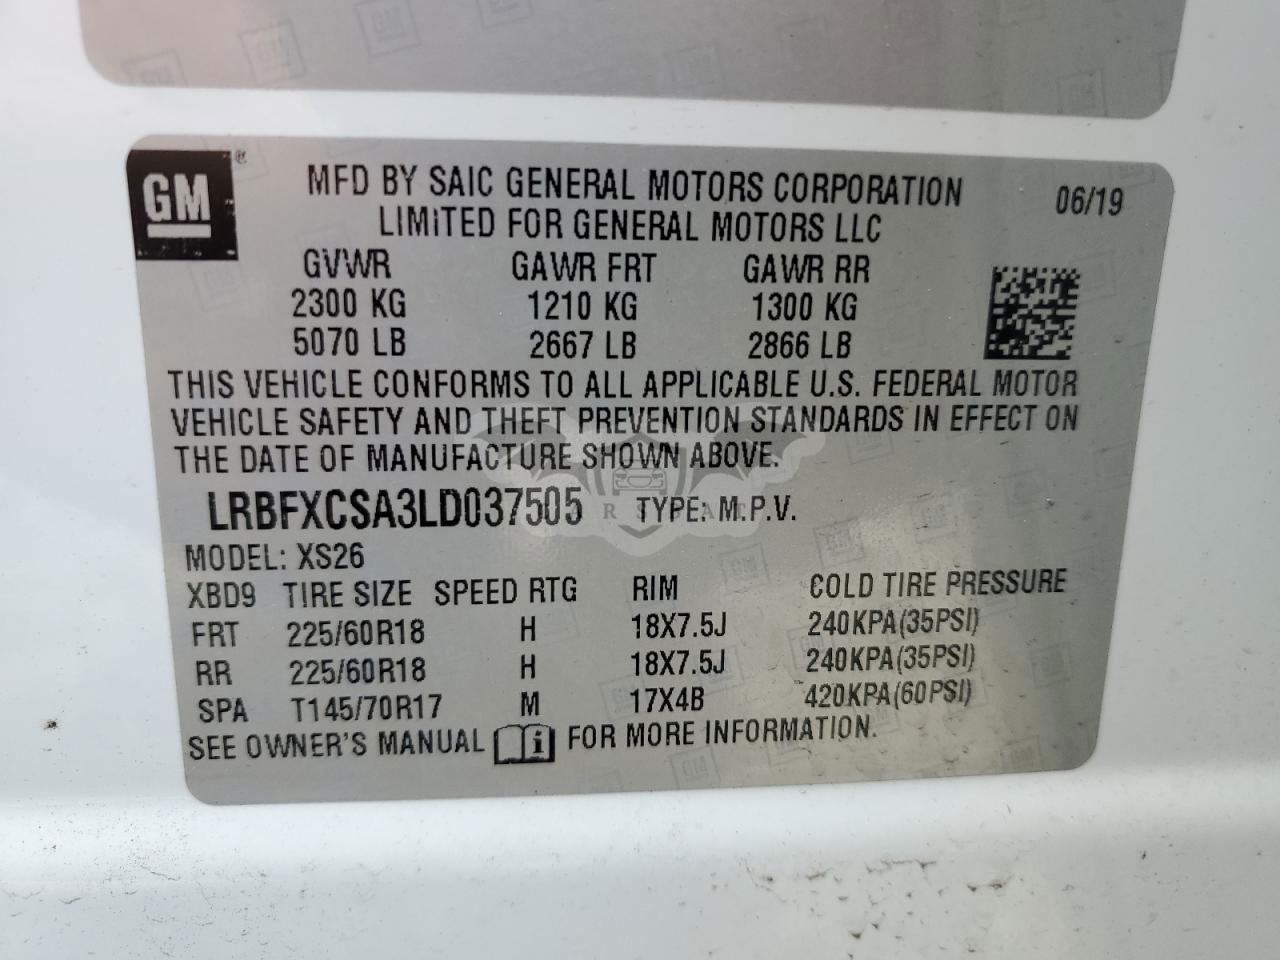 GM
MFD BY SAIC GENERAL MOTORS CORPORATION 06/19
LIMITED FOR GENERAL MOTORS LLC
GVWR GAWR FRT GAWR RR
2300 KG 1210 KG 1300 KG
5070 LB 2667 LB 2866 LB
THIS VEHICLE CONFORMS TO ALL APPLICABLE U.S. FEDERAL MOTOR
VEHICLE SAFETY AND THEFT PREVENTION STANDARDS IN EFFECT ON
THE DATE OF MANUFACTURE SHOWN ABOVE.
LRBFXCSA3LD037505 TYPE: M.P.V.
MODEL: XS26
XBD9 TIRE SIZE SPEED RTG RIM COLD TIRE PRESSURE
FRT 225/60R18 H 18X7.5J 240KPA(35PSI)
RR 225/60R18 H 18X7.5J 240KPA(35PSI)
SPA T145/70R17 M 17X4B 420KPA(60PSI)
SEE OWNER'S MANUAL i FOR MORE INFORMATION.